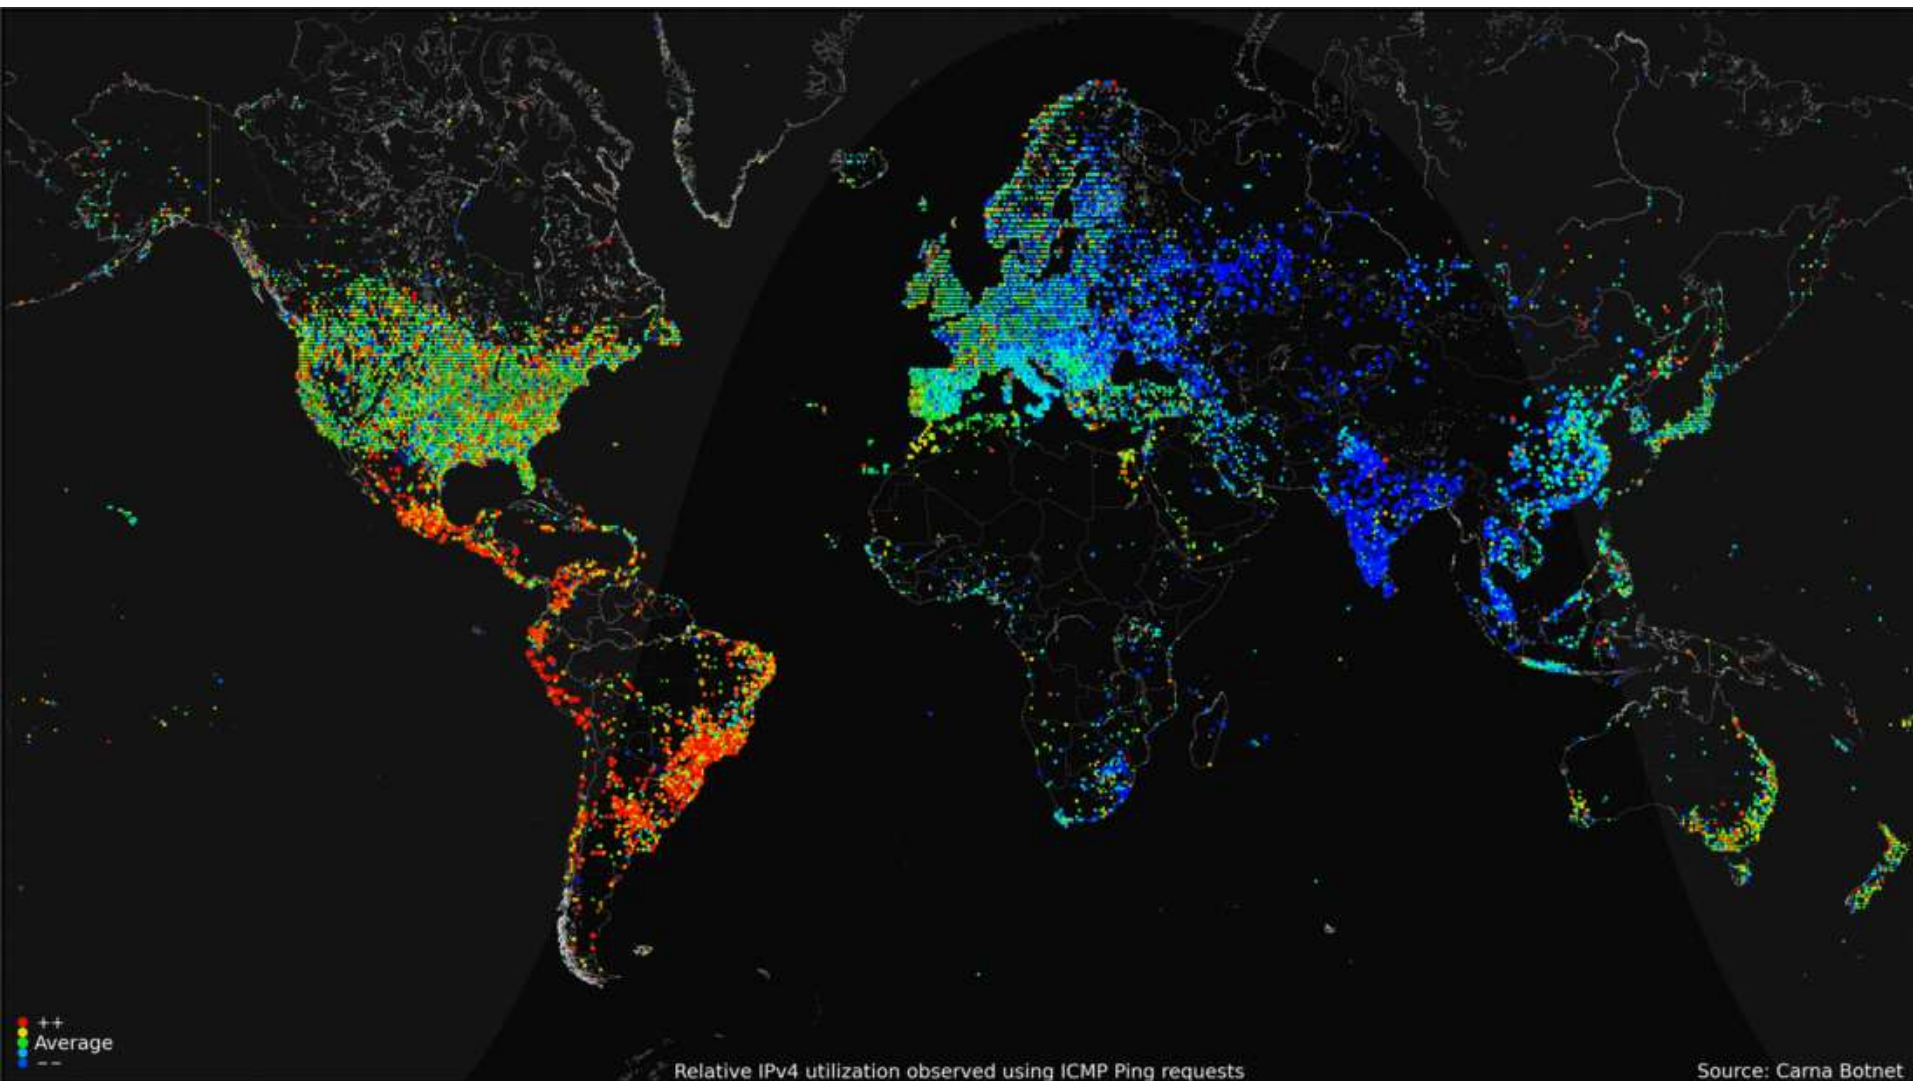 ++
Average
--
Relative IPv4 utilization observed using ICMP Ping requests
Source: Carna Botnet